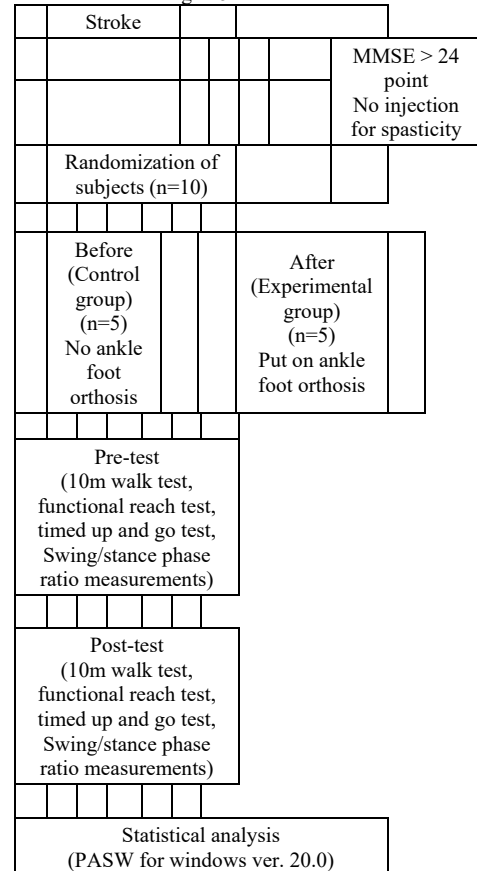 Stroke
MMSE > 24
point
No injection
for spasticity
Randomization of
subjects (n=10)
Before
(Control
group)
(n=5)
No ankle
foot
orthosis
After
(Experimental
group)
(n=5)
Put on ankle
foot orthosis
Pre-test
(10m walk test,
functional reach test,
timed up and go test,
Swing/stance phase
ratio measurements)
Post-test
(10m walk test,
functional reach test,
timed up and go test,
Swing/stance phase
ratio measurements)
Statistical analysis
(PASW for windows ver. 20.0)